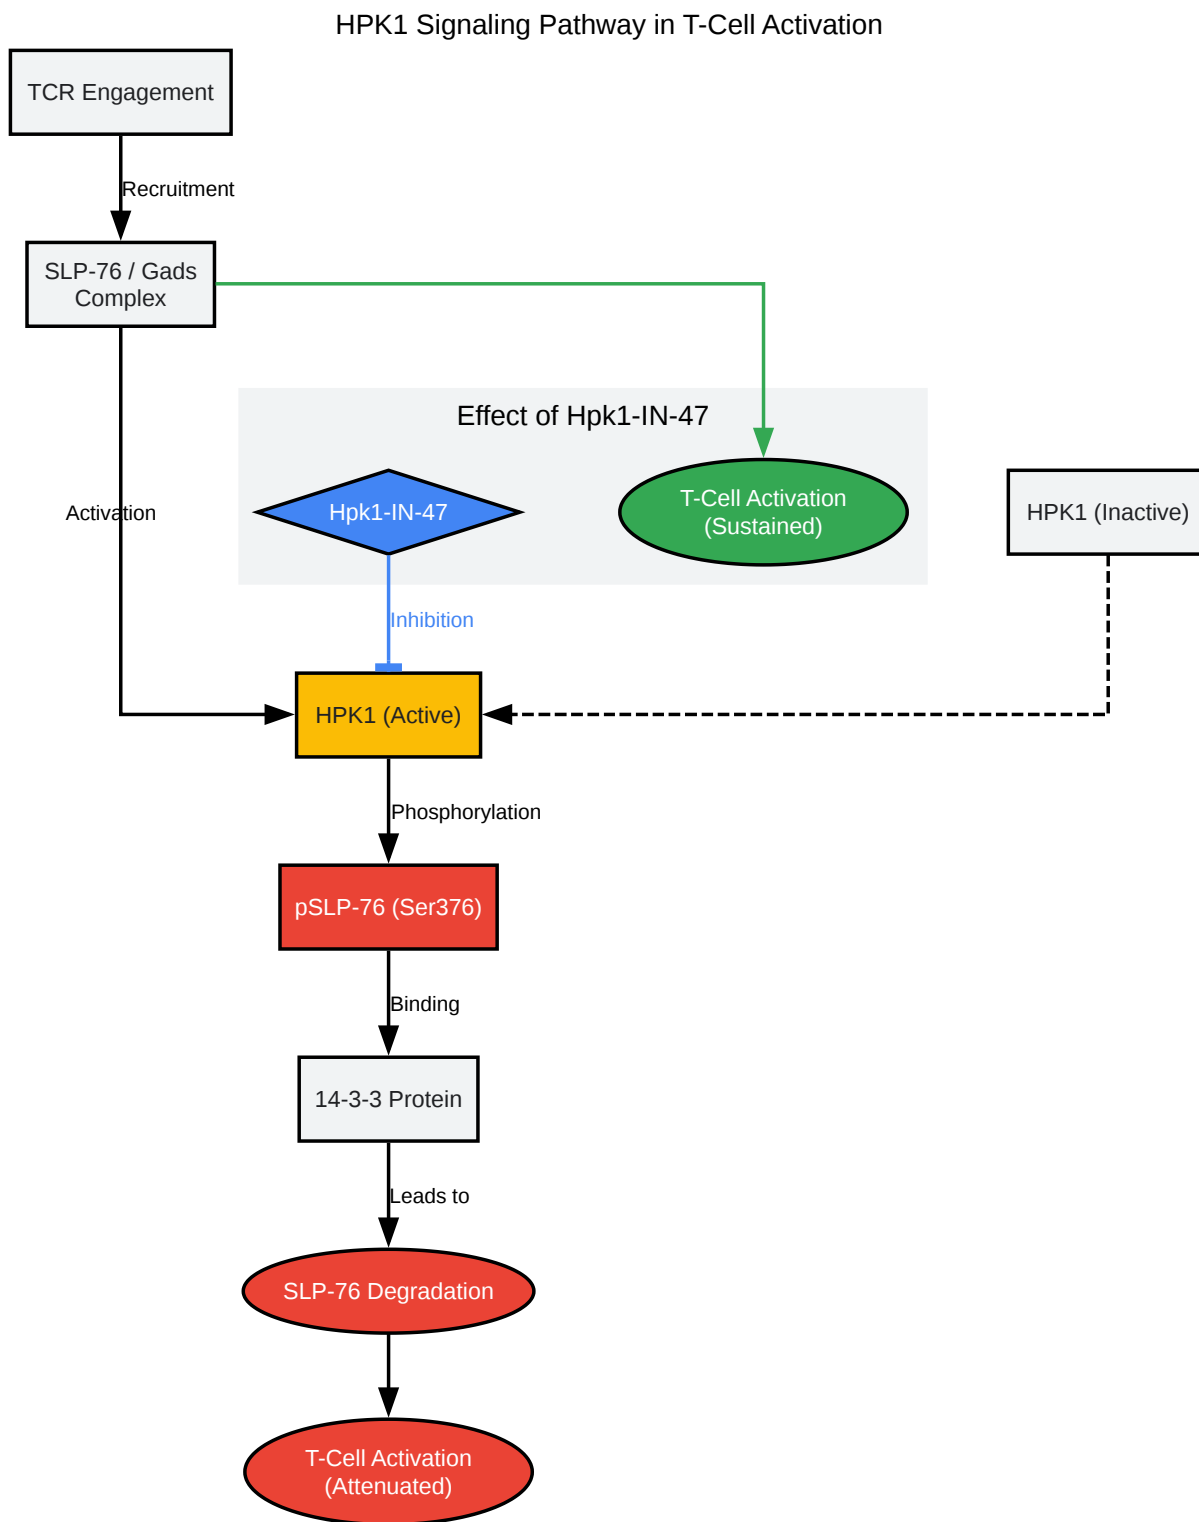 HPK1 Signaling Pathway in T-Cell Activation
TCR Engagement
Recruitment
SLP-76 / Gads
Complex
Effect of Hpk1-IN-47
Hpk1-IN-47
T-Cell Activation
(Sustained)
HPK1 (Inactive)
Activation
Inhibition
HPK1 (Active)
Phosphorylation
pSLP-76 (Ser376)
Binding
14-3-3 Protein
Leads to
SLP-76 Degradation
T-Cell Activation
(Attenuated)